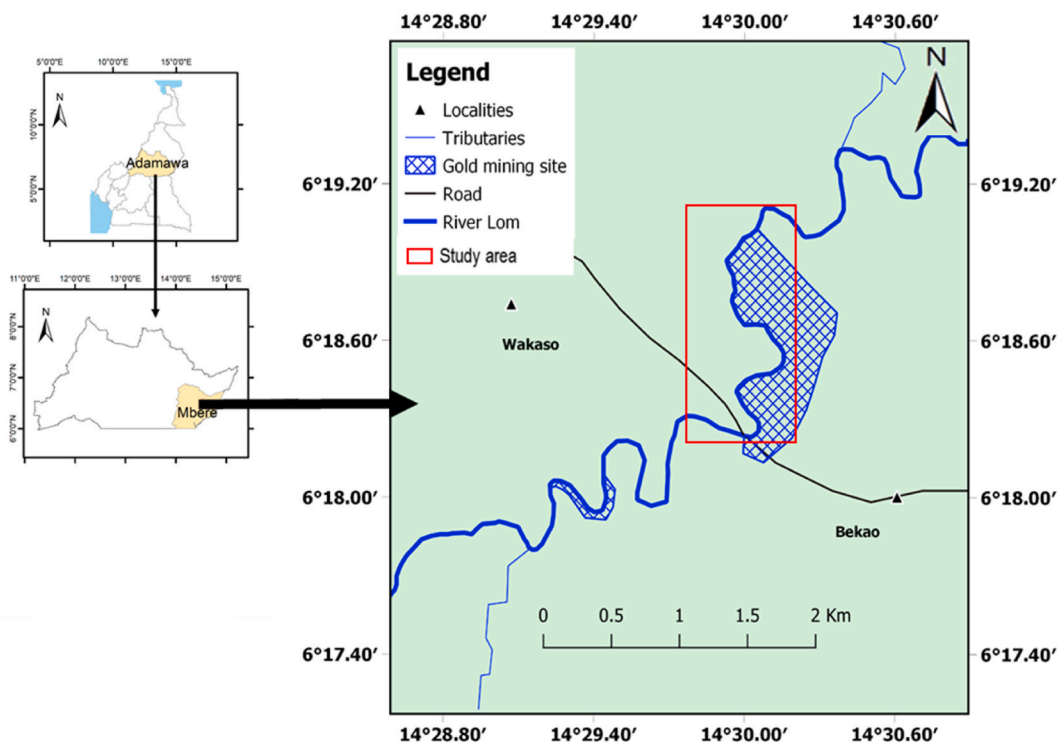 5°0'0"E 10°0'0"E 15°0'0"E
N
10°0'0"N
5°0'0"N
Adamawa
11°0'0"E 12°0'0"E 13°0'0"E 14°0'0"E 15°0'0"E
N
8°0'0"N
7°0'0"N
6°0'0"N
Mbere
14°28.80' 14°29.40' 14°30.00' 14°30.60'
Legend
Localities
Tributaries
Gold mining site
Road
River Lom
Study area
N
6°19.20' 6°19.20'
6°18.60' 6°18.60'
Wakaso
6°18.00' 6°18.00'
Bekao
0 0.5 1 1.5 2 Km
6°17.40' 6°17.40'
14°28.80' 14°29.40' 14°30.00' 14°30.60'